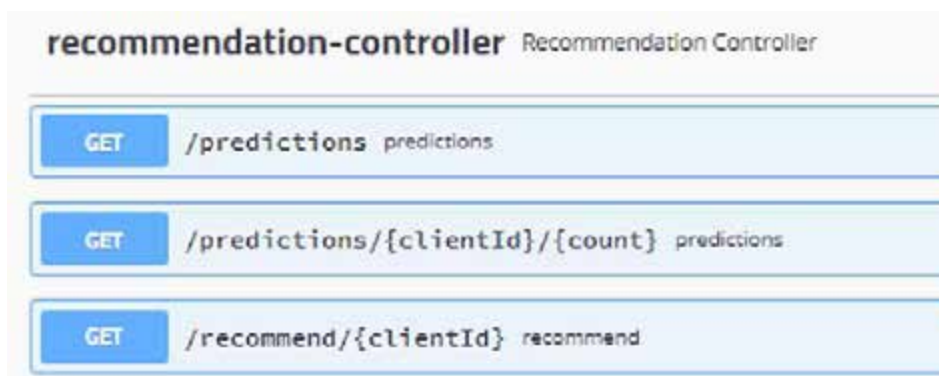 recommendation-controller Recommendation Controller
GET /predictions predictions
GET /predictions/{clientId}/{count} predictions
GET /recommend/{clientId} recommend